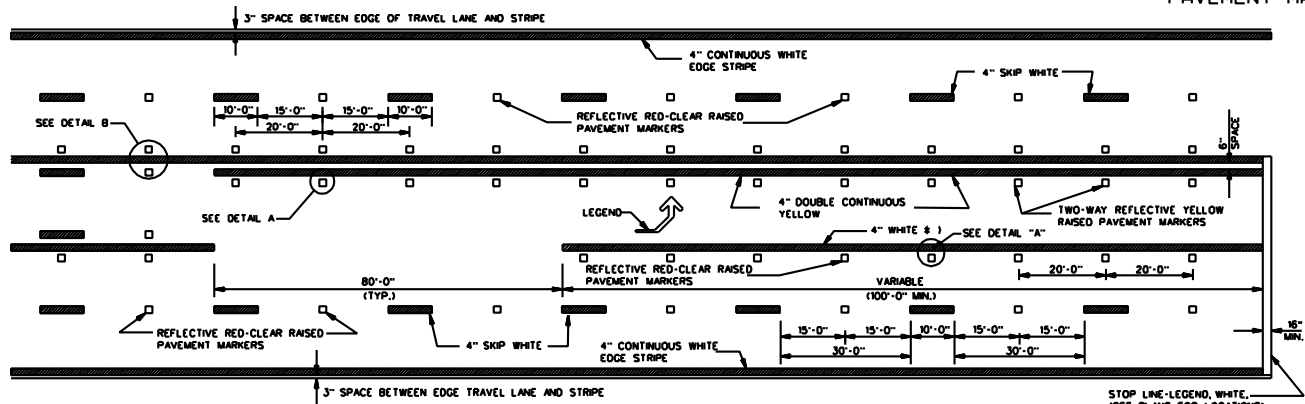 PAVEMENT
3" SPACE BETWEEN EDGE OF TRAVEL LANE AND STRIPE
4" CONTINUOUS WHITE
EDGE STRIPE
4" SKIP WHITE
10'-0" 15'-0" 15'-0" 10'-0"
20'-0" 20'-0"
REFLECTIVE RED-CLEAR RAISED
PAVEMENT MARKERS
SEE DETAIL B
6"
SPACE
SEE DETAIL A
LEGEND
4" DOUBLE CONTINUOUS
YELLOW
TWO-WAY REFLECTIVE YELLOW
RAISED PAVEMENT MARKERS
4" WHITE
SEE DETAIL "A"
REFLECTIVE RED-CLEAR RAISED
PAVEMENT MARKERS
20'-0" 20'-0"
80'-0"
(TYP.)
VARIABLE
(100'-0" MIN.)
REFLECTIVE RED-CLEAR RAISED
PAVEMENT MARKERS
4" SKIP WHITE
4" CONTINUOUS WHITE
EDGE STRIPE
15'-0" 15'-0" 10'-0" 15'-0" 15'-0"
30'-0" 30'-0"
16"
MIN.
3" SPACE BETWEEN EDGE TRAVEL LANE AND STRIPE
STOP LINE-LEGEND, WHITE,